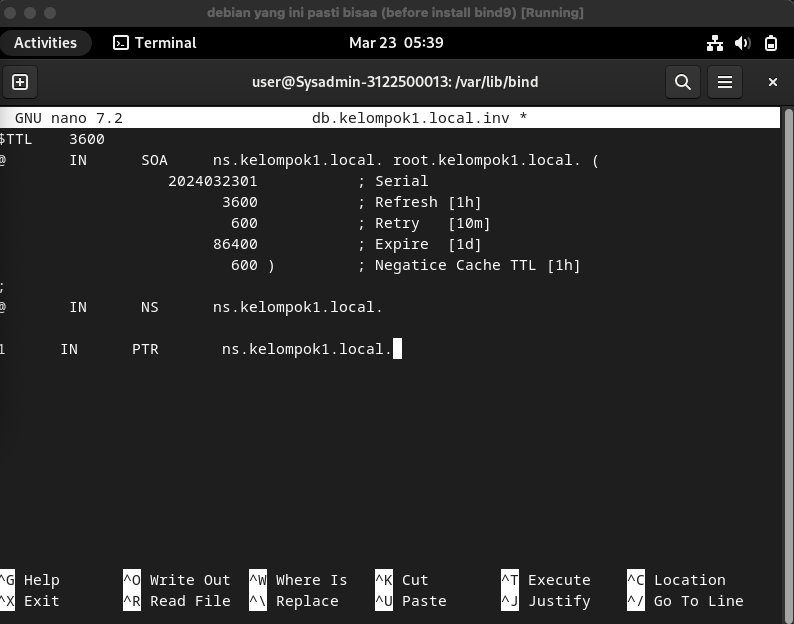 debian yang ini pasti bisaa (before install bind9) [Running]
Activities Terminal Mar 23 05:39
user@Sysadmin-3122500013: /var/lib/bind
GNU nano 7.2 db.kelompok1.local.inv *
$TTL 3600
@ IN SOA ns.kelompok1.local. root.kelompok1.local. (
2024032301 ; Serial
3600 ; Refresh [1h]
600 ; Retry [10m]
86400 ; Expire [1d]
600 ) ; Negatice Cache TTL [1h]
;
@ IN NS ns.kelompok1.local.
1 IN PTR ns.kelompok1.local.
^G Help ^O Write Out ^W Where Is ^K Cut ^T Execute ^C Location
^X Exit ^R Read File ^\ Replace ^U Paste ^J Justify ^/ Go To Line